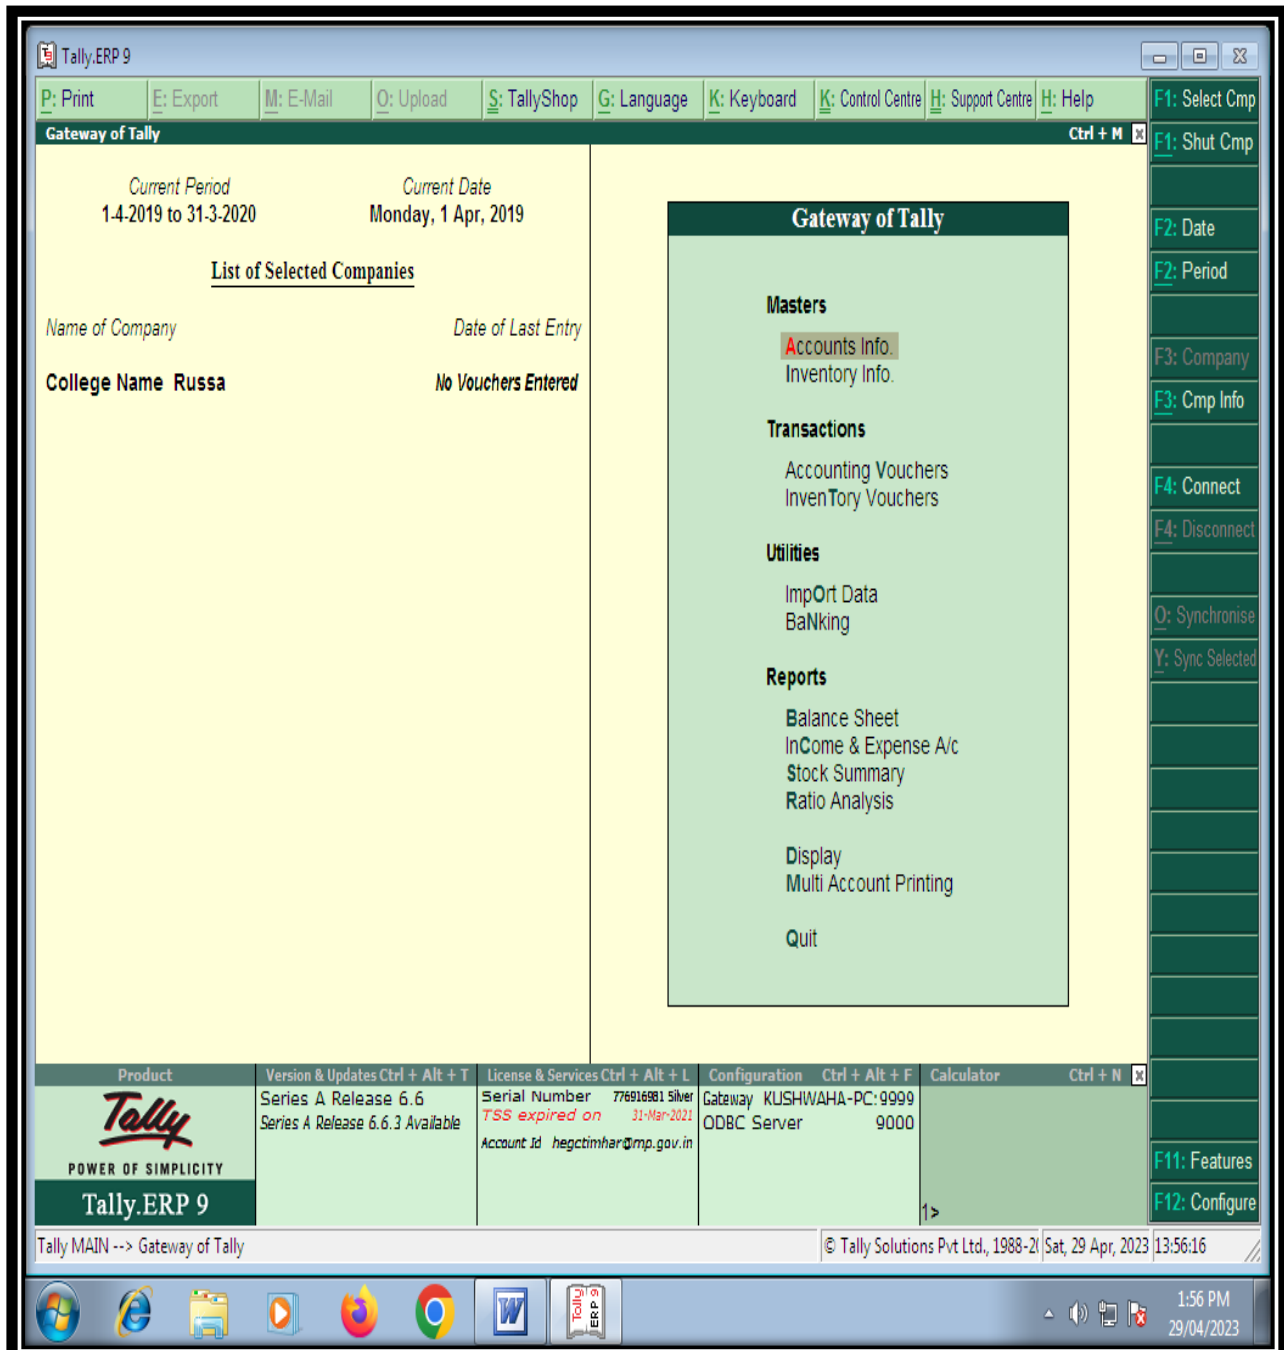 Tally.ERP 9
P: Print E: Export M: E-Mail O: Upload S: TallyShop G: Language K: Keyboard K: Control Centre H: Support Centre H: Help
Gateway of Tally Ctrl + M
Current Period Current Date
1-4-2019 to 31-3-2020 Monday, 1 Apr, 2019
List of Selected Companies
Name of Company Date of Last Entry
College Name Russa No Vouchers Entered
Gateway of Tally
Masters
Accounts Info.
Inventory Info.
Transactions
Accounting Vouchers
InvenTory Vouchers
Utilities
ImpOrt Data
BaNking
Reports
Balance Sheet
InCome & Expense A/c
Stock Summary
Ratio Analysis
Display
Multi Account Printing
Quit
F1: Select Cmp
F1: Shut Cmp
F2: Date
F2: Period
F3: Company
F3: Cmp Info
F4: Connect
F4: Disconnect
O: Synchronise
Y: Sync Selected
F11: Features
F12: Configure
Product
Tally
POWER OF SIMPLICITY
Tally.ERP 9
Version & Updates Ctrl + Alt + T
Series A Release 6.6
Series A Release 6.6.3 Available
License & Services Ctrl + Alt + L
Serial Number 776916981 Silver
TSS expired on 31-Mar-2021
Account Id hegctimhar@mp.gov.in
Configuration Ctrl + Alt + F
Gateway KUSHWAHA-PC:9999
ODBC Server 9000
Calculator Ctrl + N
1>
Tally MAIN --> Gateway of Tally © Tally Solutions Pvt Ltd., 1988-20 Sat, 29 Apr, 2023 13:56:16
W
Tally
ERP 9
1:56 PM
29/04/2023